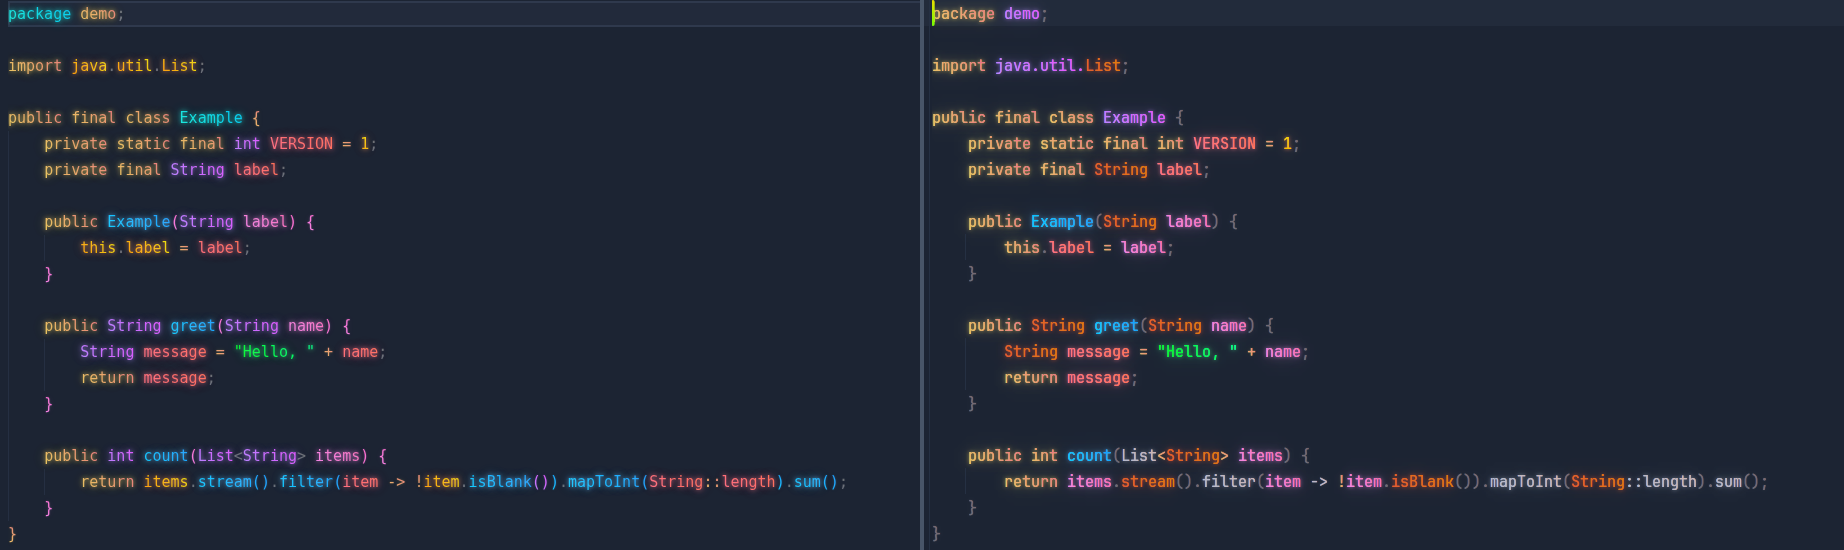 package demo;
import java.util.List;
public final class Example {
    private static final int VERSION = 1;
    private final String label;
    public Example(String label) {
        this.label = label;
    }
    public String greet(String name) {
        String message = "Hello, " + name;
        return message;
    }
    public int count(List<String> items) {
        return items.stream().filter(item -> !item.isBlank()).mapToInt(String::length).sum();
    }
}
package demo;
import java.util.List;
public final class Example {
    private static final int VERSION = 1;
    private final String label;
    public Example(String label) {
        this.label = label;
    }
    public String greet(String name) {
        String message = "Hello, " + name;
        return message;
    }
    public int count(List<String> items) {
        return items.stream().filter(item -> !item.isBlank()).mapToInt(String::length).sum();
    }
}